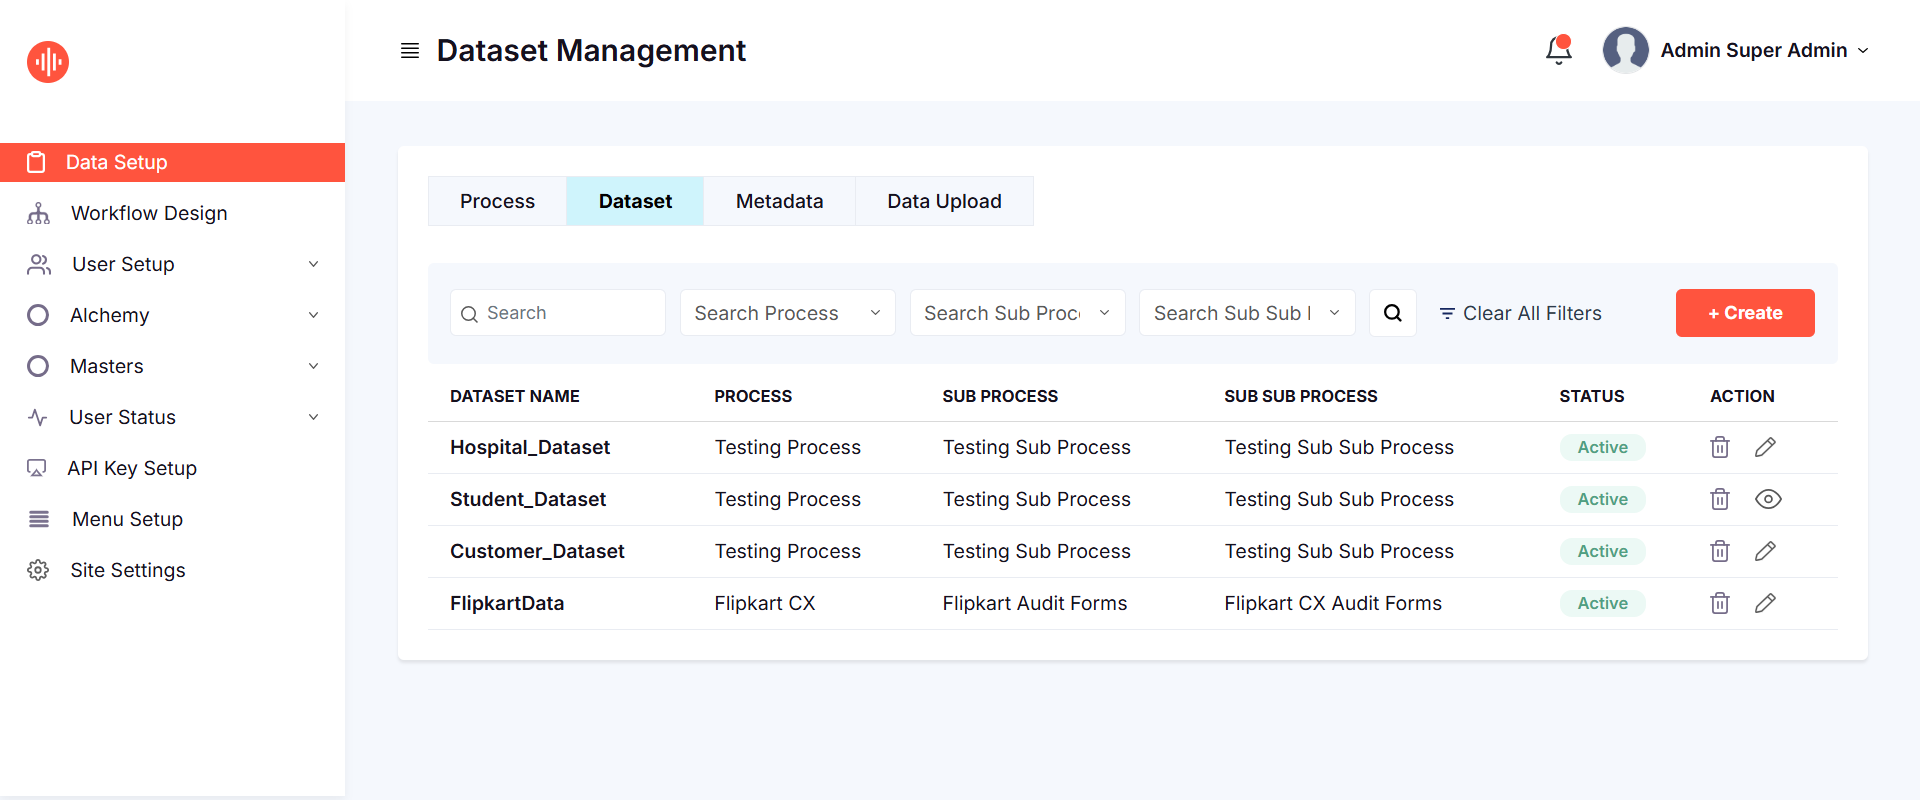 Dataset Management
Admin Super Admin
Data Setup
Workflow Design
User Setup
Alchemy
Masters
User Status
API Key Setup
Menu Setup
Site Settings
Process Dataset Metadata Data Upload
Search Search Process Search Sub Proc Search Sub Sub Clear All Filters + Create
DATASET NAME PROCESS SUB PROCESS SUB SUB PROCESS STATUS ACTION
Hospital_Dataset Testing Process Testing Sub Process Testing Sub Sub Process Active
Student_Dataset Testing Process Testing Sub Process Testing Sub Sub Process Active
Customer_Dataset Testing Process Testing Sub Process Testing Sub Sub Process Active
FlipkartData Flipkart CX Flipkart Audit Forms Flipkart CX Audit Forms Active